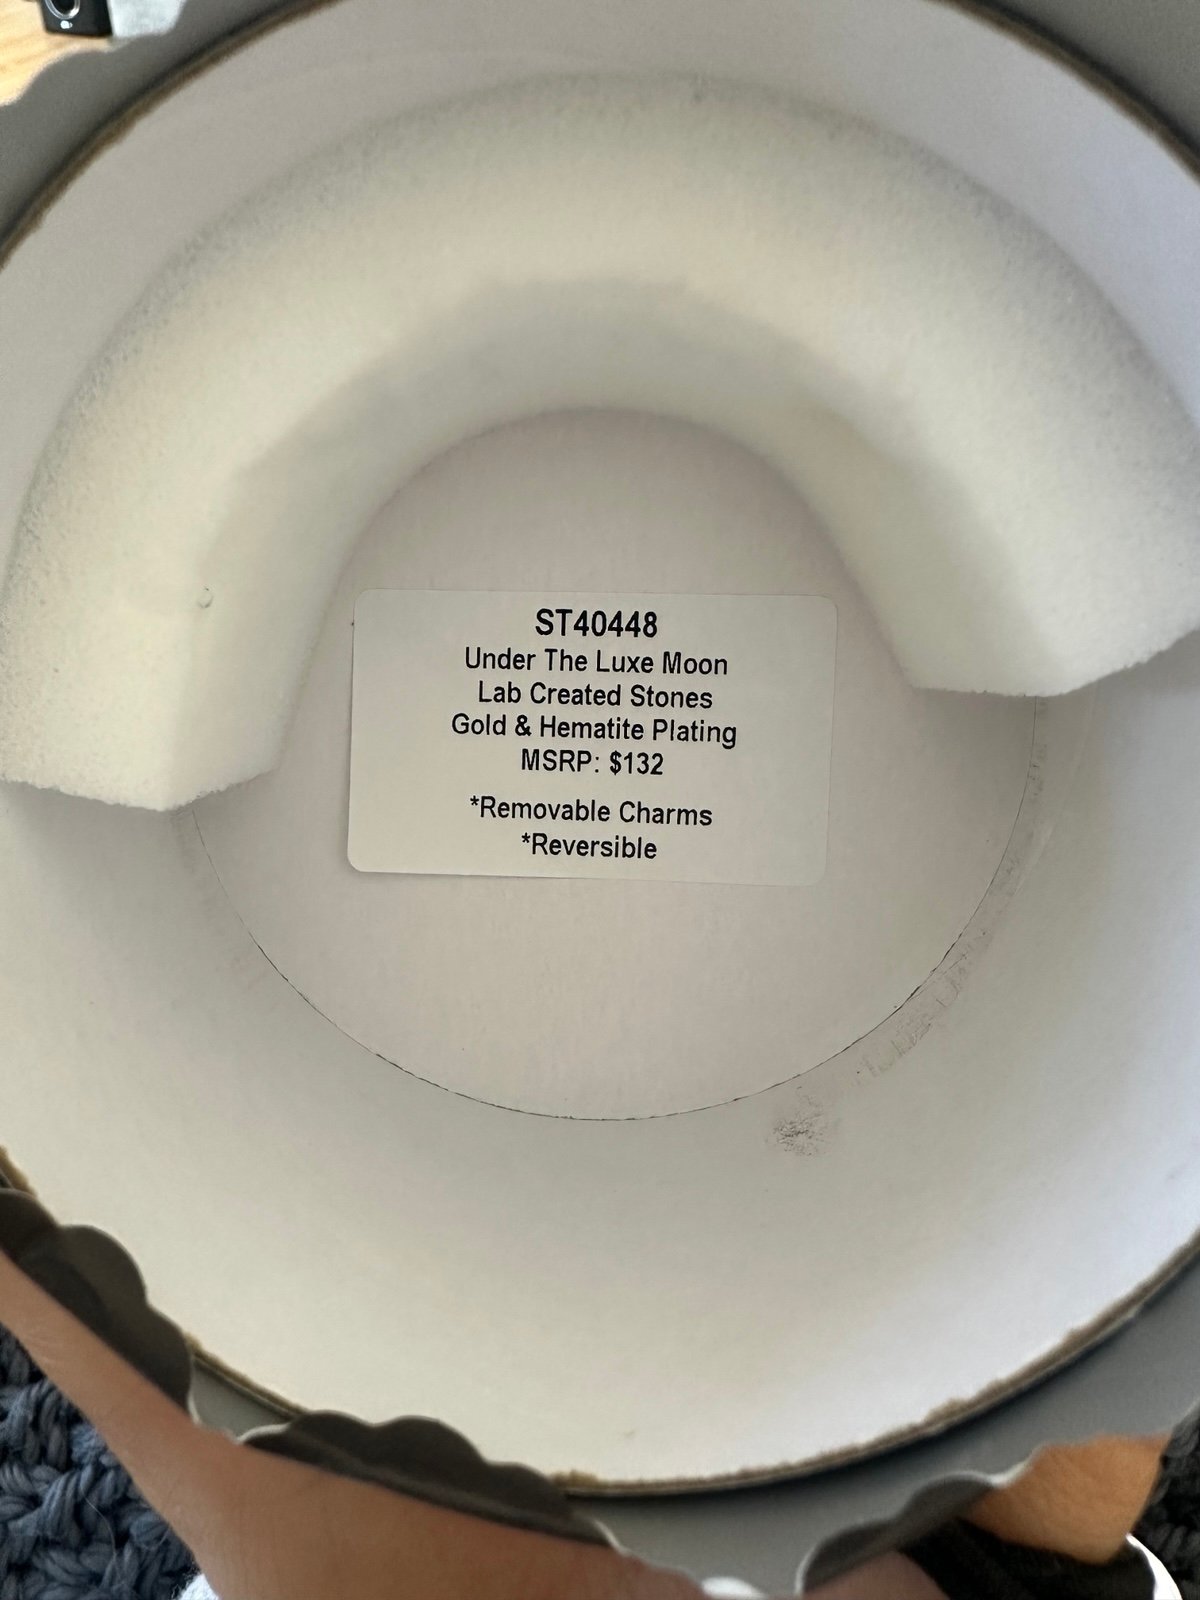 ST40448
Under The Luxe Moon
Lab Created Stones
Gold & Hematite Plating
MSRP: $132
*Removable Charms
*Reversible